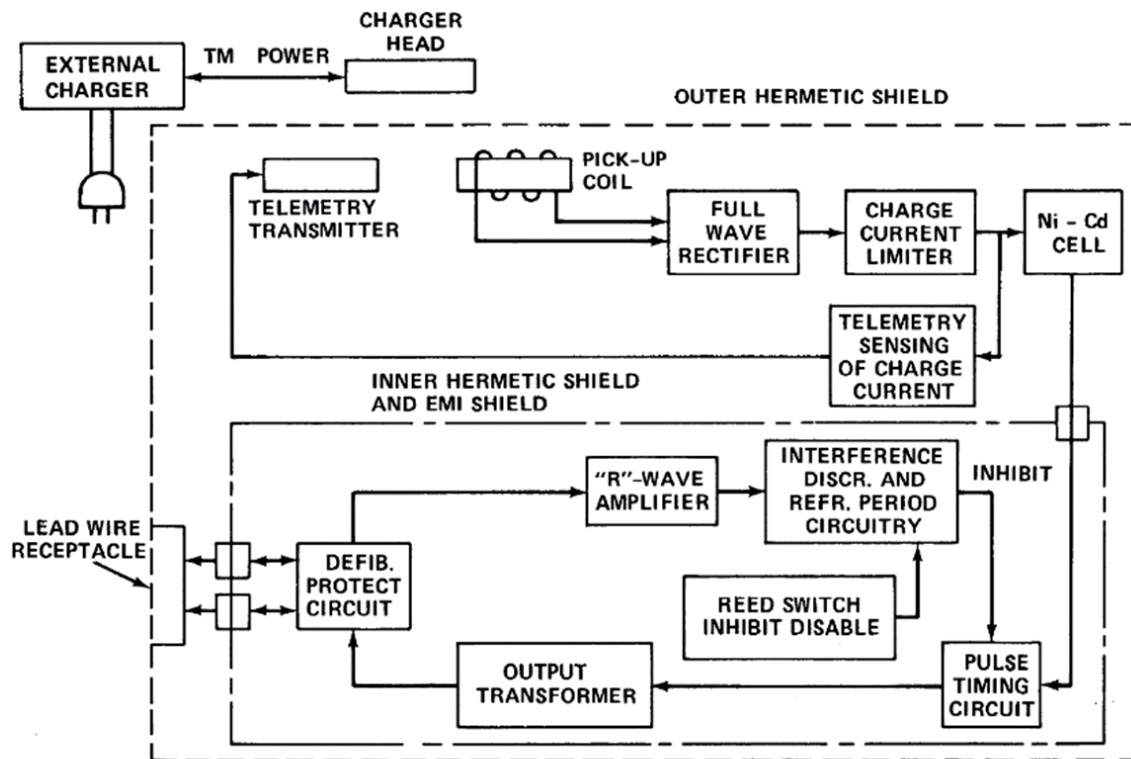 CHARGER
HEAD
EXTERNAL
CHARGER
TM POWER
OUTER HERMETIC SHIELD
TELEMETRY
TRANSMITTER
PICK-UP
COIL
FULL
WAVE
RECTIFIER
CHARGE
CURRENT
LIMITER
Ni - Cd
CELL
TELEMETRY
SENSING
OF CHARGE
CURRENT
INNER HERMETIC SHIELD
AND EMI SHIELD
"R"-WAVE
AMPLIFIER
INTERFERENCE
DISCR. AND
REFR. PERIOD
CIRCUITRY
INHIBIT
LEAD WIRE
RECEPTACLE
DEFIB.
PROTECT
CIRCUIT
REED SWITCH
INHIBIT DISABLE
OUTPUT
TRANSFORMER
PULSE
TIMING
CIRCUIT